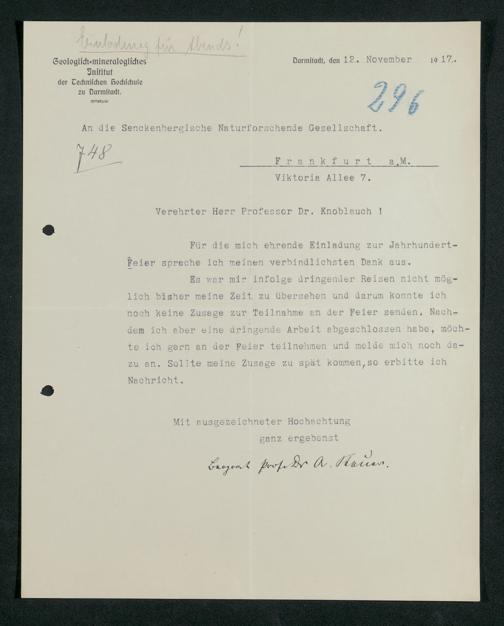 Einladung für Abends!
Geologisch-mineralogisches
Institut
der Technischen Hochschule
zu Darmstadt.
Darmstadt, den 12. November 1917.
296
An die Senckenbergische Naturforschende Gesellschaft.
748
Frankfurt a.M.
Viktoria Allee 7.
Verehrter Herr Professor Dr. Knoblauch !
Für die mich ehrende Einladung zur Jahrhundert-
Feier spreche ich meinen verbindlichsten Dank aus.
Es war mir infolge dringender Reisen nicht mög-
lich bisher meine Zeit zu übersehen und darum konnte ich
noch keine Zusage zur Teilnahme an der Feier senden. Nach-
dem ich aber eine dringende Arbeit abgeschlossen habe, möch-
te ich gern an der Feier teilnehmen und melde mich noch da-
zu an. Sollte meine Zusage zu spät kommen,so erbitte ich
Nachricht.
Mit ausgezeichneter Hochachtung
ganz ergebenst
Bergrat Prof. Dr A. Steuer.